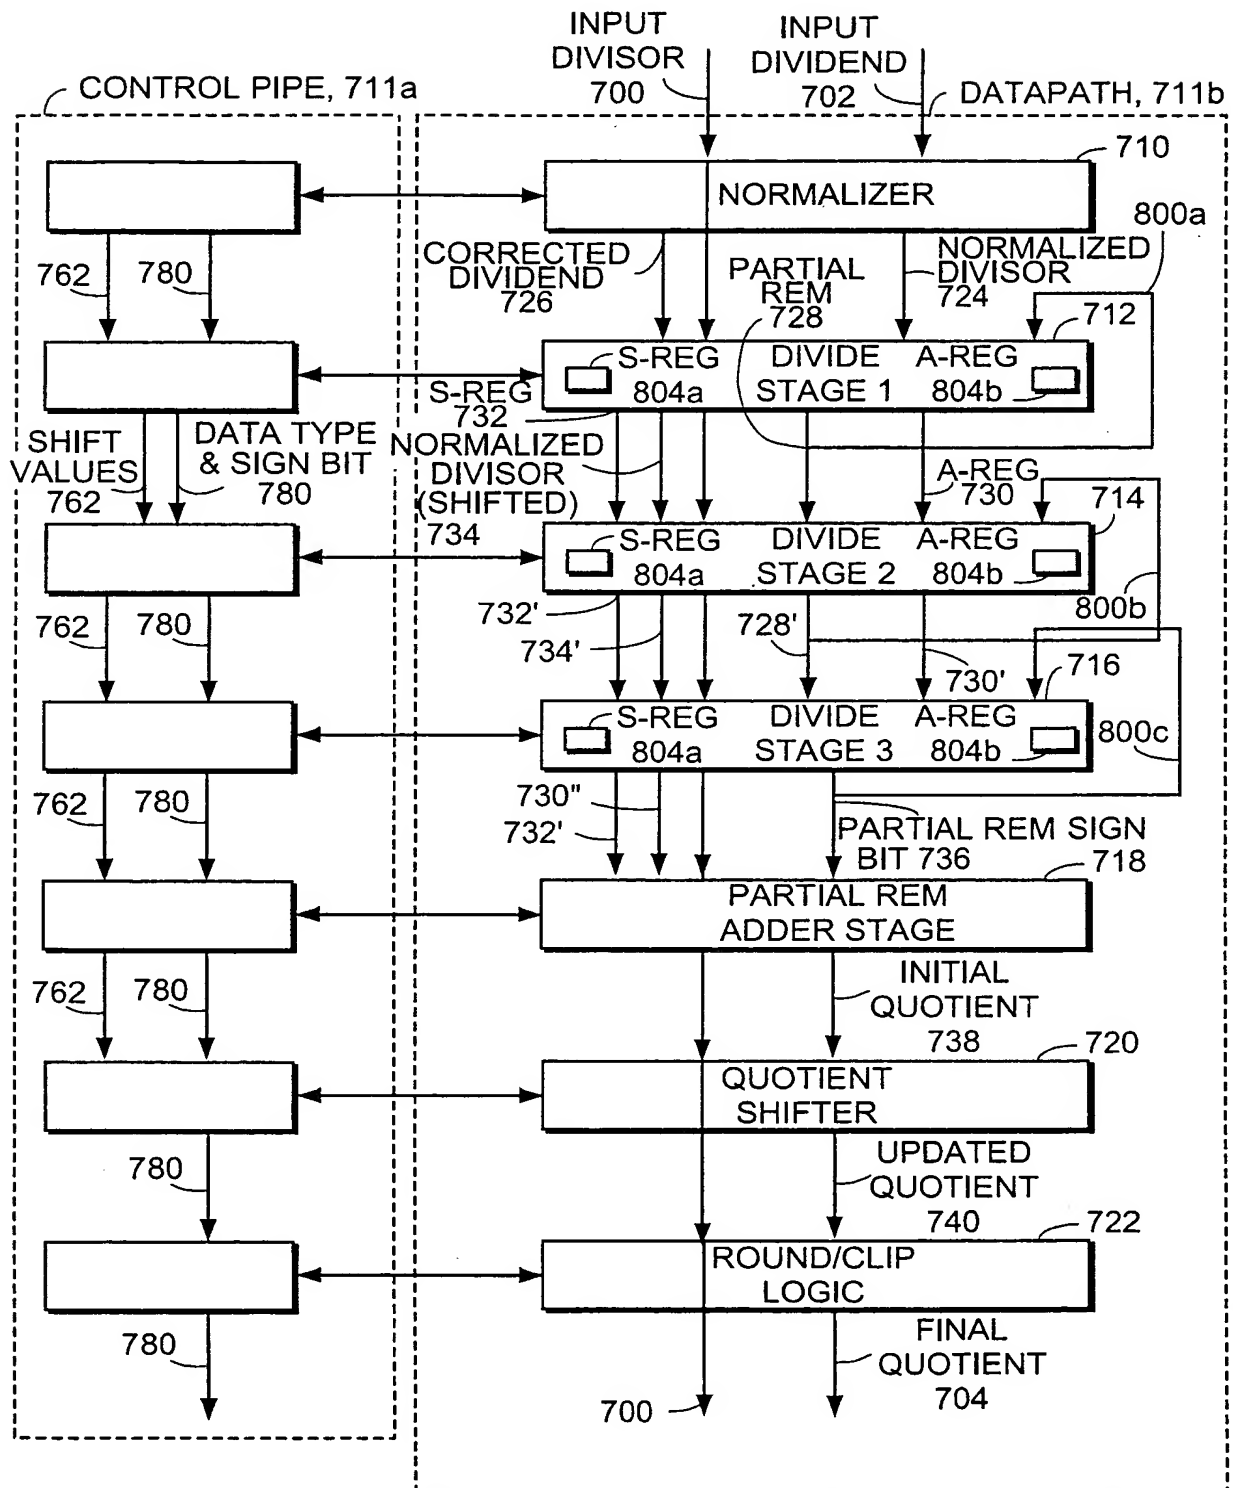 INPUT
DIVISOR
700
INPUT
DIVIDEND
702
CONTROL PIPE, 711a
DATAPATH, 711b
710
NORMALIZER
800a
762
780
CORRECTED
DIVIDEND
726
PARTIAL
REM
728
NORMALIZED
DIVISOR
724
712
S-REG
804a
DIVIDE
STAGE 1
A-REG
804b
S-REG
732
SHIFT
VALUES
762
DATA TYPE
& SIGN BIT
780
NORMALIZED
DIVISOR
(SHIFTED)
734
A-REG
730
714
S-REG
804a
DIVIDE
STAGE 2
A-REG
804b
800b
762
780
732'
734'
728'
730'
716
S-REG
804a
DIVIDE
STAGE 3
A-REG
804b
800c
762
780
730"
732'
PARTIAL REM SIGN
BIT 736
718
PARTIAL REM
ADDER STAGE
762
780
INITIAL
QUOTIENT
738
720
QUOTIENT
SHIFTER
780
UPDATED
QUOTIENT
740
722
ROUND/CLIP
LOGIC
780
FINAL
QUOTIENT
704
700